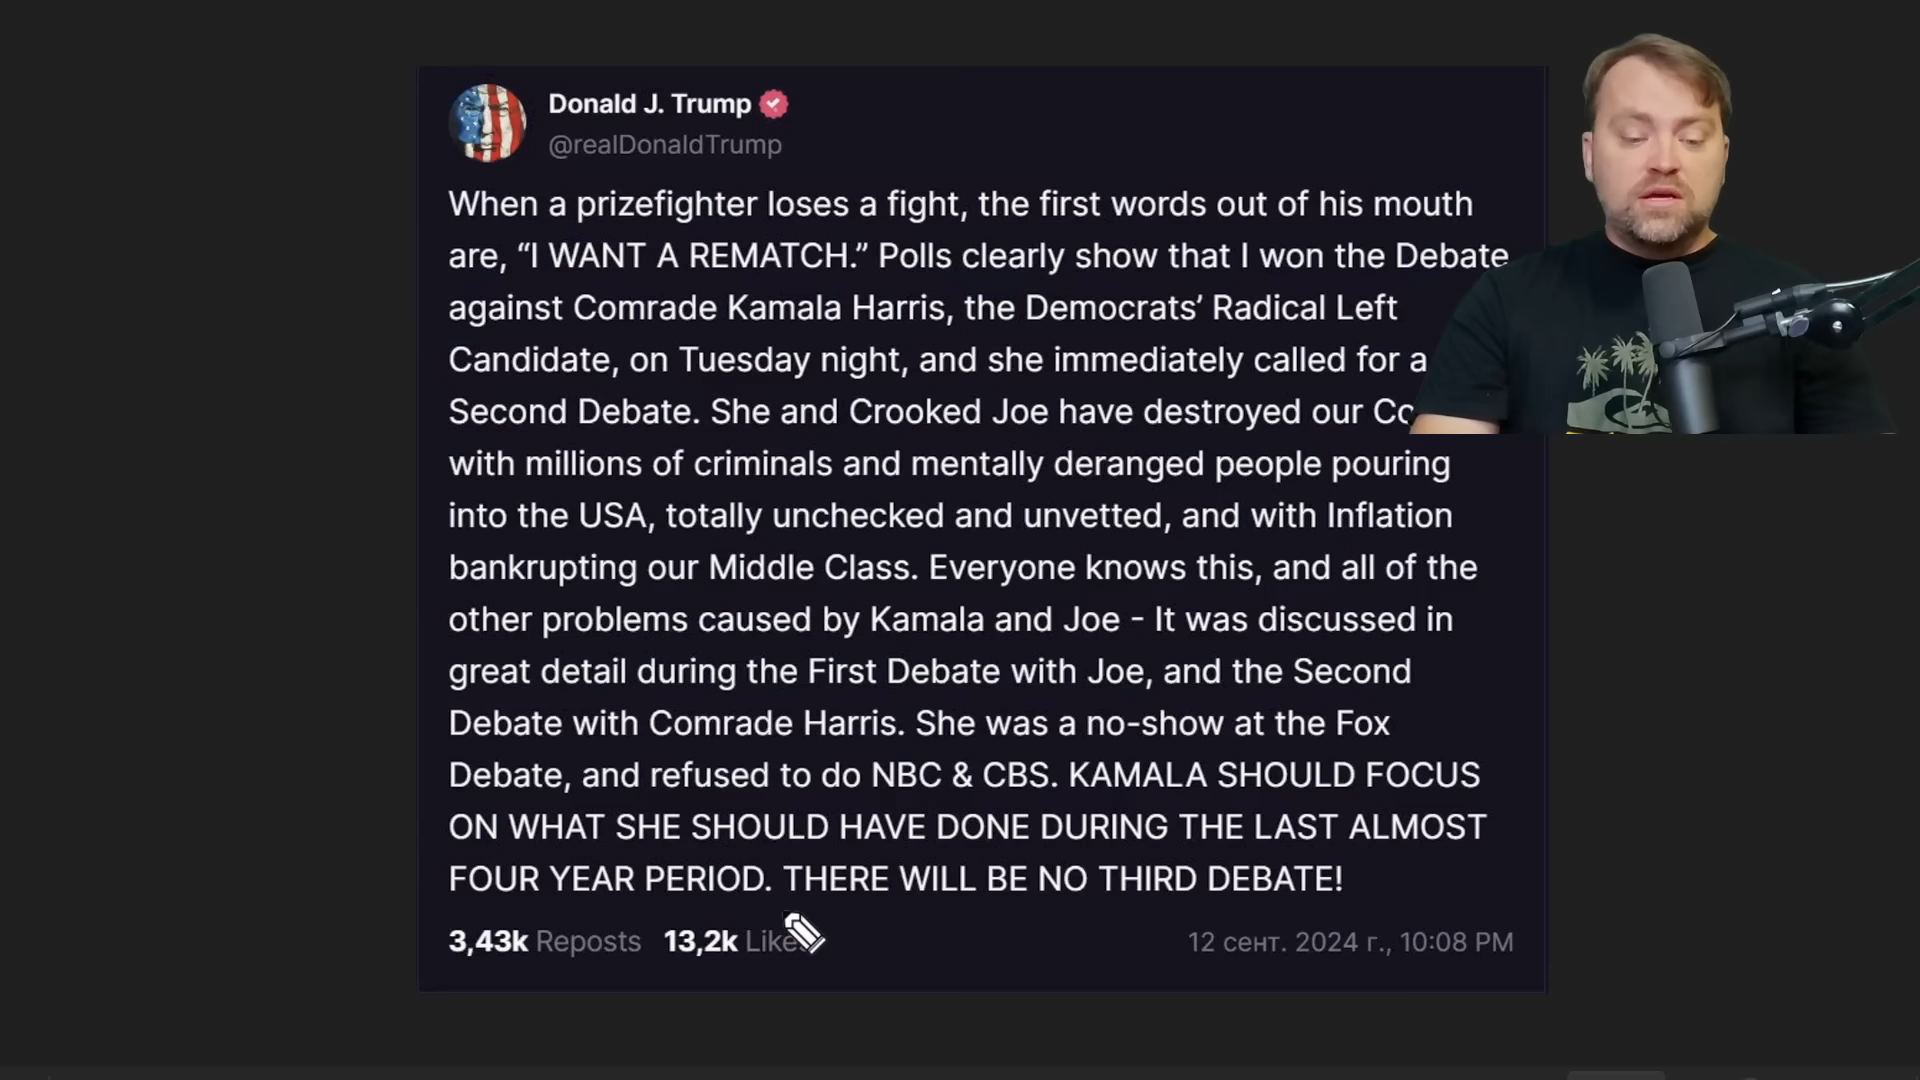 Donald J. Trump
@realDonaldTrump
When a prizefighter loses a fight, the first words out of his mouth
are, “I WANT A REMATCH.” Polls clearly show that I won the Debate
against Comrade Kamala Harris, the Democrats’ Radical Left
Candidate, on Tuesday night, and she immediately called for a
Second Debate. She and Crooked Joe have destroyed our
with millions of criminals and mentally deranged people pouring
into the USA, totally unchecked and unvetted, and with Inflation
bankrupting our Middle Class. Everyone knows this, and all of the
other problems caused by Kamala and Joe - It was discussed in
great detail during the First Debate with Joe, and the Second
Debate with Comrade Harris. She was a no-show at the Fox
Debate, and refused to do NBC & CBS. KAMALA SHOULD FOCUS
ON WHAT SHE SHOULD HAVE DONE DURING THE LAST ALMOST
FOUR YEAR PERIOD. THERE WILL BE NO THIRD DEBATE!
3,43k Reposts 13,2k Likes 12 сент. 2024 г., 10:08 PM